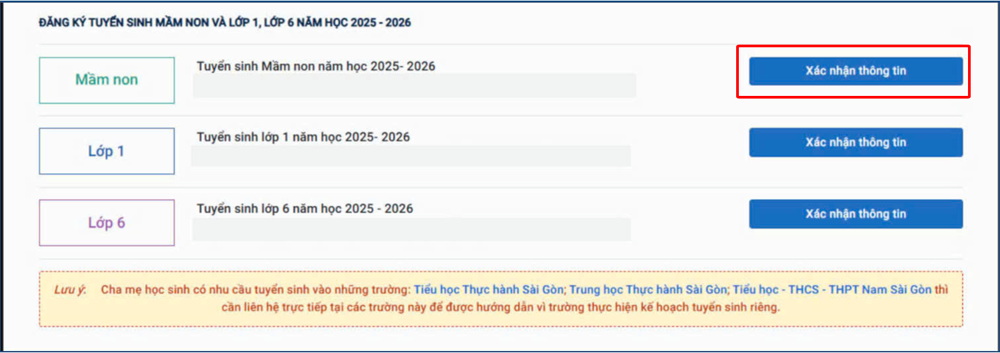 ĐĂNG KÝ TUYỂN SINH MẦM NON VÀ LỚP 1, LỚP 6 NĂM HỌC 2025 - 2026
Mầm non
Tuyển sinh Mầm non năm học 2025- 2026
Xác nhận thông tin
Lớp 1
Tuyển sinh lớp 1 năm học 2025- 2026
Xác nhận thông tin
Lớp 6
Tuyển sinh lớp 6 năm học 2025 - 2026
Xác nhận thông tin
Lưu ý: Cha mẹ học sinh có nhu cầu tuyển sinh vào những trường: Tiểu học Thực hành Sài Gòn; Trung học Thực hành Sài Gòn; Tiểu học - THCS - THPT Nam Sài Gòn thì
cần liên hệ trực tiếp tại các trường này để được hướng dẫn vì trường thực hiện kế hoạch tuyển sinh riêng.